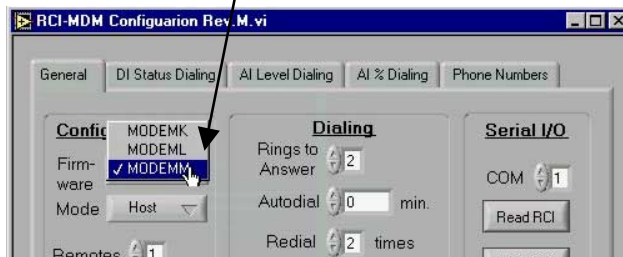 RCI-MDM Configuarion Rev.M.vi
General DI Status Dialing AI Level Dialing AI % Dialing Phone Numbers
MODEMK
MODEML
✓ MODEMM
Firm-
ware
Mode Host
Remotes 1
Dialing
Rings to
Answer 2
Autodial 0 min.
Redial 2 times
Serial I/O
COM 1
Read RCI